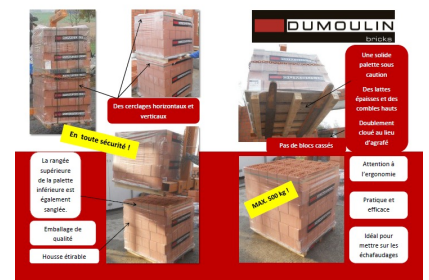 DUMOULIN
bricks
Une solide
palette sous
caution
Des lattes
épaisses et des
combles hauts
Doublement
cloué au lieu
d'agrafé
Des cerclages horizontaux et
verticaux
En toute sécurité !
Pas de blocs cassés
La rangée
supérieure
de la palette
inférieure est
également
sanglée.
Emballage de
qualité
Housse étirable
MAX. 500 kg !
Attention à
l'ergonomie
Pratique et
efficace
Idéal pour
mettre sur les
échafaudages